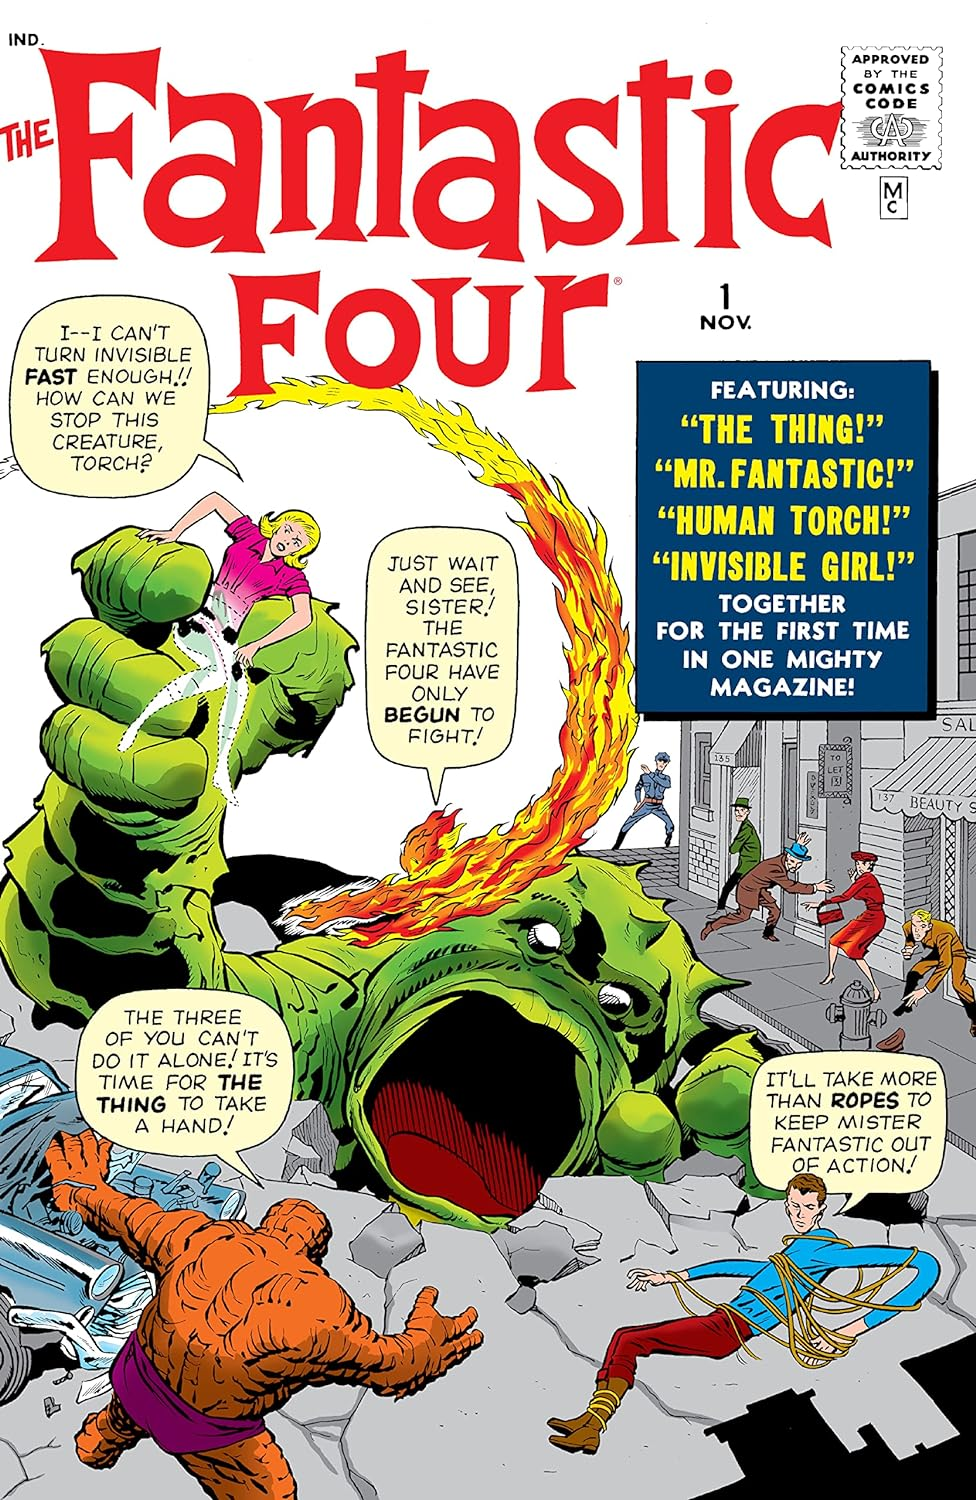 IND.
THE Fantastic
Four®
APPROVED
BY THE
COMICS
CODE
CA
AUTHORITY
M
C
1
NOV.
I--I CAN'T
TURN INVISIBLE
FAST ENOUGH!!
HOW CAN WE
STOP THIS
CREATURE,
TORCH?
FEATURING:
"THE THING!"
"MR. FANTASTIC!"
"HUMAN TORCH!"
"INVISIBLE GIRL!"
TOGETHER
FOR THE FIRST TIME
IN ONE MIGHTY
MAGAZINE!
JUST WAIT
AND SEE,
SISTER!
THE
FANTASTIC
FOUR HAVE
ONLY
BEGUN TO
FIGHT!
SAL
135
TO
LET
137
BEAUTY S
THE THREE
OF YOU CAN'T
DO IT ALONE! IT'S
TIME FOR THE
THING TO TAKE
A HAND!
IT'LL TAKE MORE
THAN ROPES TO
KEEP MISTER
FANTASTIC OUT
OF ACTION!